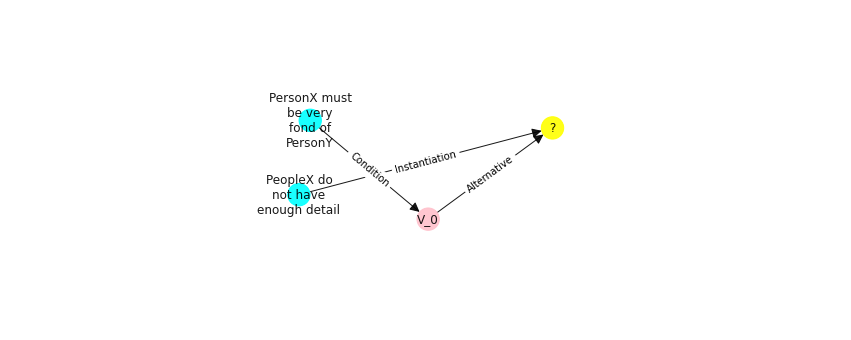 PersonX must
be very
fond of
PersonY
?
Condition
Instantiation
Alternative
PeopleX do
not have
enough detail
V_0